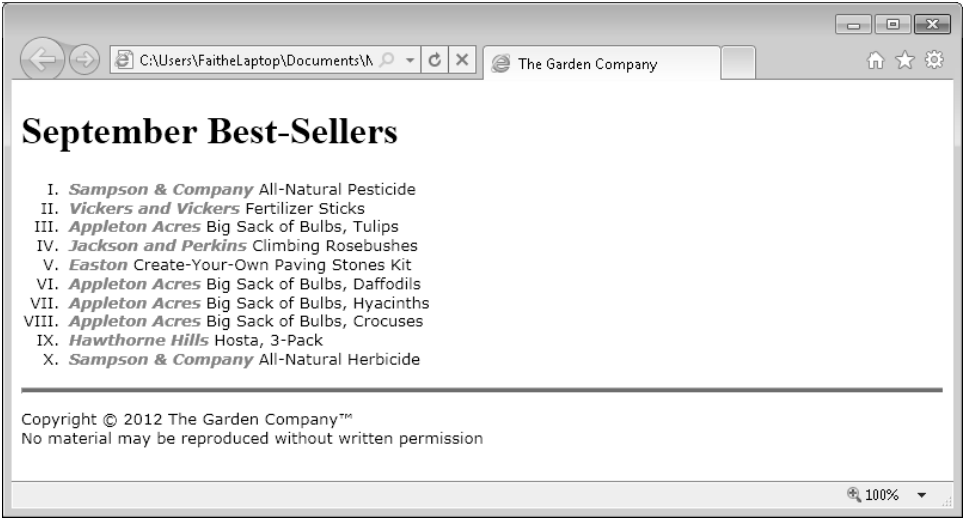 C:\Users\FaitheLaptop\Documents\N
The Garden Company
September Best-Sellers
I. Sampson & Company All-Natural Pesticide
II. Vickers and Vickers Fertilizer Sticks
III. Appleton Acres Big Sack of Bulbs, Tulips
IV. Jackson and Perkins Climbing Rosebushes
V. Easton Create-Your-Own Paving Stones Kit
VI. Appleton Acres Big Sack of Bulbs, Daffodils
VII. Appleton Acres Big Sack of Bulbs, Hyacinths
VIII. Appleton Acres Big Sack of Bulbs, Crocuses
IX. Hawthorne Hills Hosta, 3-Pack
X. Sampson & Company All-Natural Herbicide
Copyright © 2012 The Garden Company™
No material may be reproduced without written permission
100%